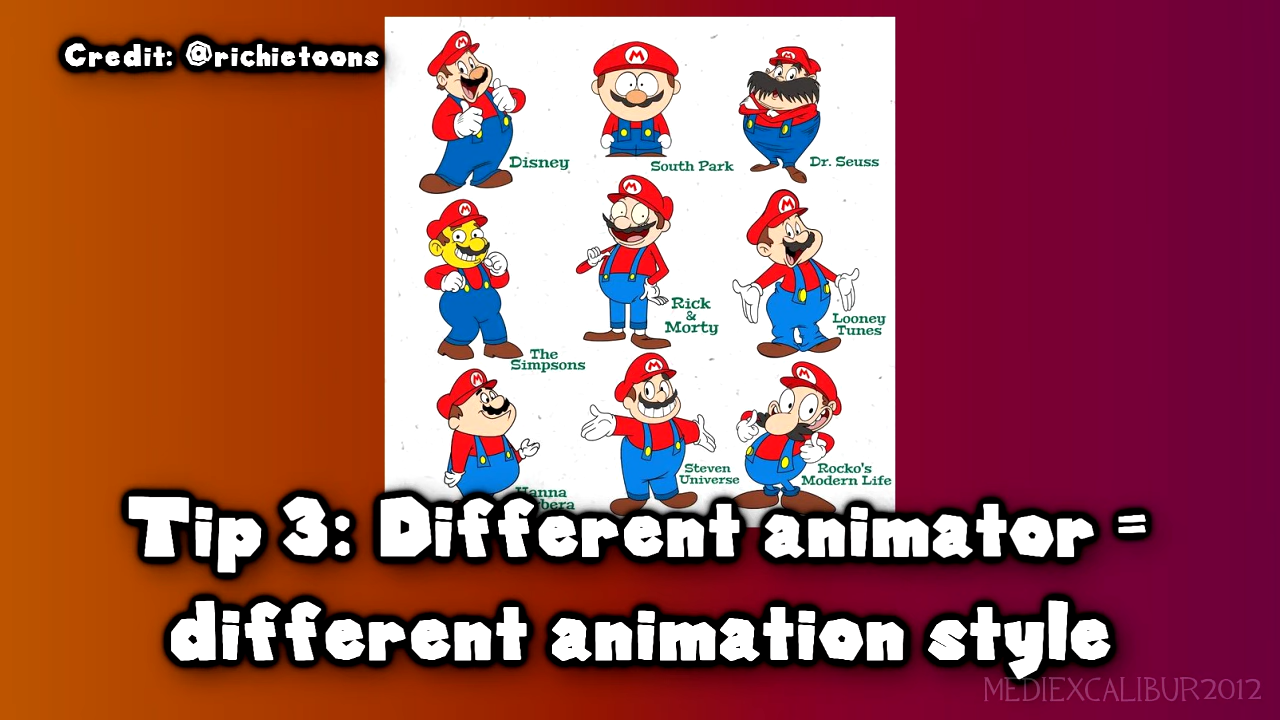 Credit: @richietoons
M
M
M
Disney
South Park
Dr. Seuss
M
M
M
Rick
&
Morty
Looney
Tunes
The
Simpsons
M
M
M
Steven
Universe
Rocko's
Modern Life
Hanna
Tip 3: Different animator =
different animation style
MEDIEXCALIBUR2012